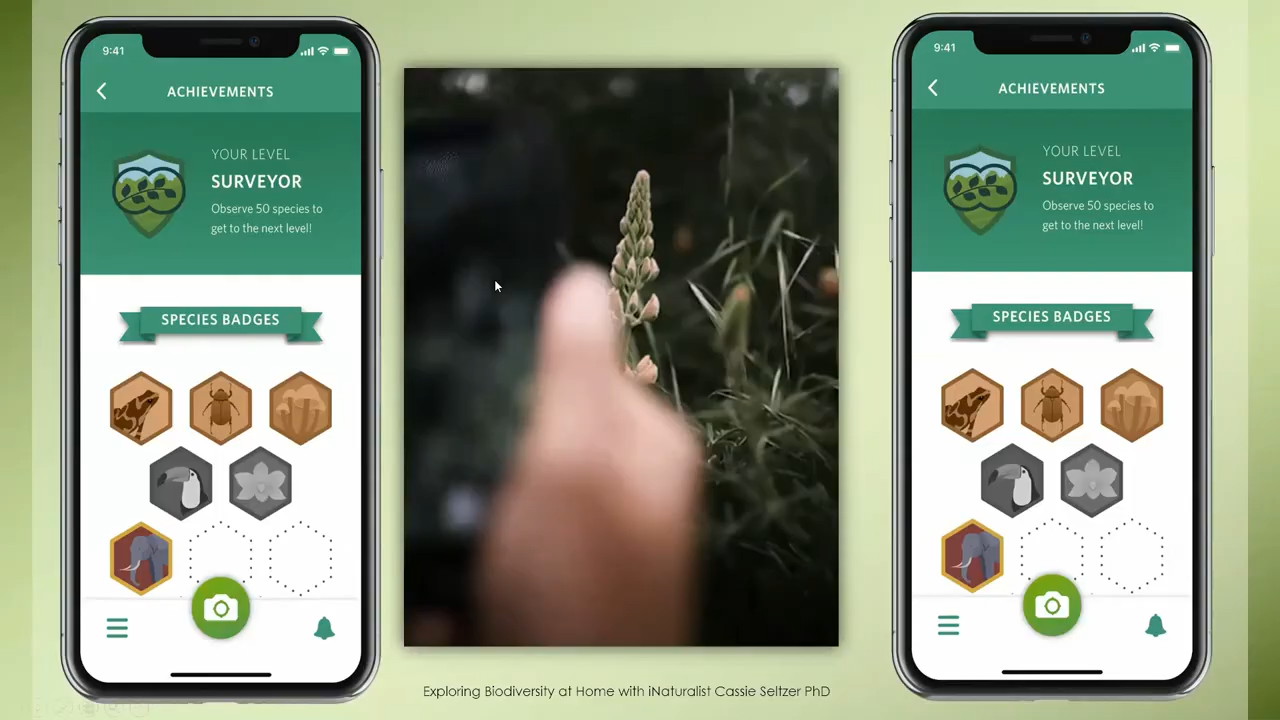 9:41
ACHIEVEMENTS
YOUR LEVEL
SURVEYOR
Observe 50 species to
get to the next level!
SPECIES BADGES
9:41
ACHIEVEMENTS
YOUR LEVEL
SURVEYOR
Observe 50 species to
get to the next level!
SPECIES BADGES
Exploring Biodiversity at Home with iNaturalist Cassie Seltzer PhD